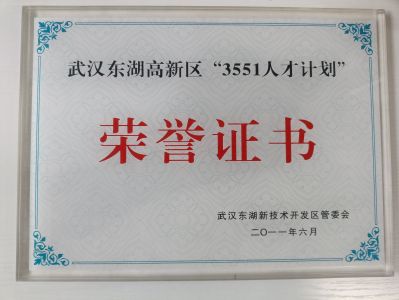 武汉东湖高新区“3551人才计划”
荣誉证书
武汉东湖新技术开发区管委会
二〇一一年六月